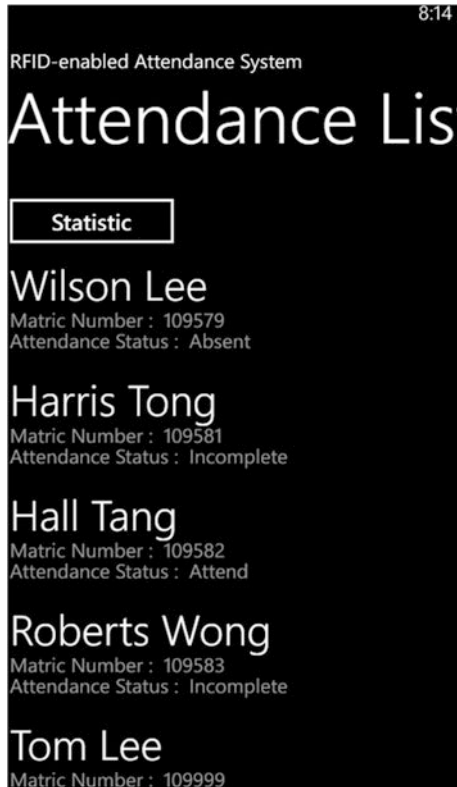 8:14
RFID-enabled Attendance System
Attendance Lis
Statistic
Wilson Lee
Matric Number : 109579
Attendance Status : Absent
Harris Tong
Matric Number : 109581
Attendance Status : Incomplete
Hall Tang
Matric Number : 109582
Attendance Status : Attend
Roberts Wong
Matric Number : 109583
Attendance Status : Incomplete
Tom Lee
Matric Number : 109999